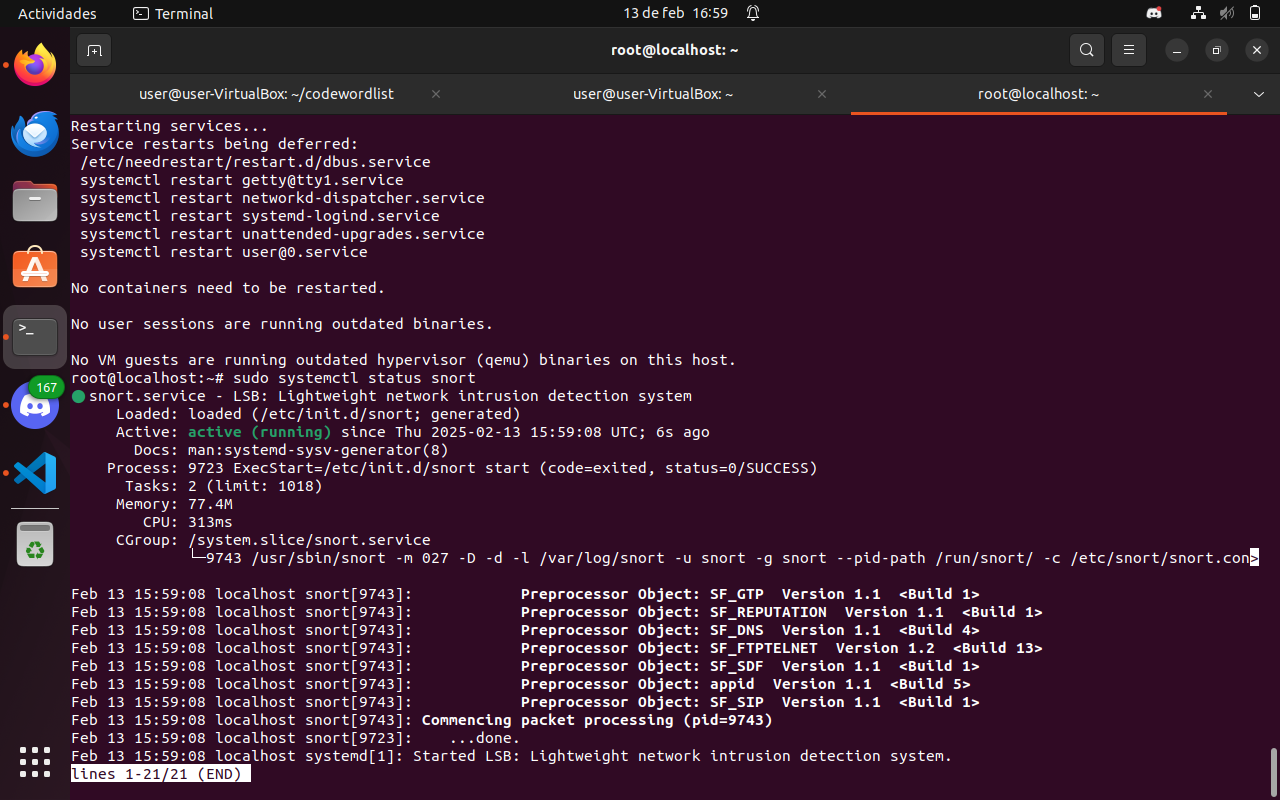 Actividades
Terminal
13 de feb 16:59
root@localhost: ~
user@user-VirtualBox: ~/codewordlist
user@user-VirtualBox: ~
root@localhost: ~
Restarting services...
Service restarts being deferred:
 /etc/needrestart/restart.d/dbus.service
 systemctl restart getty@tty1.service
 systemctl restart networkd-dispatcher.service
 systemctl restart systemd-logind.service
 systemctl restart unattended-upgrades.service
 systemctl restart user@0.service
No containers need to be restarted.
No user sessions are running outdated binaries.
No VM guests are running outdated hypervisor (qemu) binaries on this host.
root@localhost:~# sudo systemctl status snort
● snort.service - LSB: Lightweight network intrusion detection system
     Loaded: loaded (/etc/init.d/snort; generated)
     Active: active (running) since Thu 2025-02-13 15:59:08 UTC; 6s ago
       Docs: man:systemd-sysv-generator(8)
    Process: 9723 ExecStart=/etc/init.d/snort start (code=exited, status=0/SUCCESS)
      Tasks: 2 (limit: 1018)
     Memory: 77.4M
        CPU: 313ms
     CGroup: /system.slice/snort.service
             └─9743 /usr/sbin/snort -m 027 -D -d -l /var/log/snort -u snort -g snort --pid-path /run/snort/ -c /etc/snort/snort.con>
Feb 13 15:59:08 localhost snort[9743]:            Preprocessor Object: SF_GTP  Version 1.1  <Build 1>
Feb 13 15:59:08 localhost snort[9743]:            Preprocessor Object: SF_REPUTATION  Version 1.1  <Build 1>
Feb 13 15:59:08 localhost snort[9743]:            Preprocessor Object: SF_DNS  Version 1.1  <Build 4>
Feb 13 15:59:08 localhost snort[9743]:            Preprocessor Object: SF_FTPTELNET  Version 1.2  <Build 13>
Feb 13 15:59:08 localhost snort[9743]:            Preprocessor Object: SF_SDF  Version 1.1  <Build 1>
Feb 13 15:59:08 localhost snort[9743]:            Preprocessor Object: appid  Version 1.1  <Build 5>
Feb 13 15:59:08 localhost snort[9743]:            Preprocessor Object: SF_SIP  Version 1.1  <Build 1>
Feb 13 15:59:08 localhost snort[9743]: Commencing packet processing (pid=9743)
Feb 13 15:59:08 localhost snort[9723]:    ...done.
Feb 13 15:59:08 localhost systemd[1]: Started LSB: Lightweight network intrusion detection system.
lines 1-21/21 (END)
>_
167